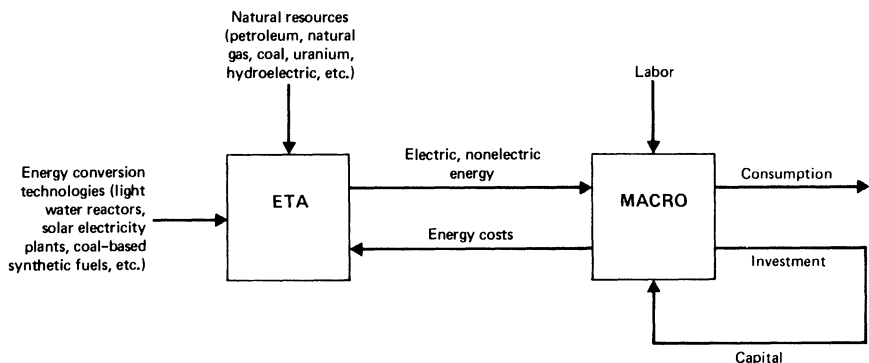 Natural resources
(petroleum, natural
gas, coal, uranium,
hydroelectric, etc.)
Labor
Energy conversion
technologies (light
water reactors,
solar electricity
plants, coal-based
synthetic fuels, etc.)
ETA
Electric, nonelectric
energy
Energy costs
MACRO
Consumption
Investment
Capital